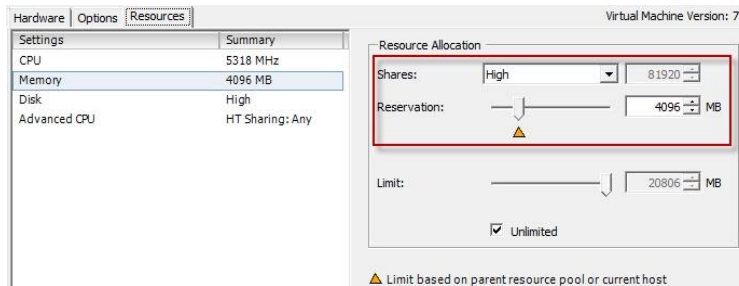 Hardware Options Resources Virtual Machine Version: 7
Settings Summary
CPU 5318 MHz
Memory 4096 MB
Disk High
Advanced CPU HT Sharing: Any
Resource Allocation
Shares: High 81920
Reservation: 4096 MB
Limit: 20806 MB
Unlimited
Limit based on parent resource pool or current host